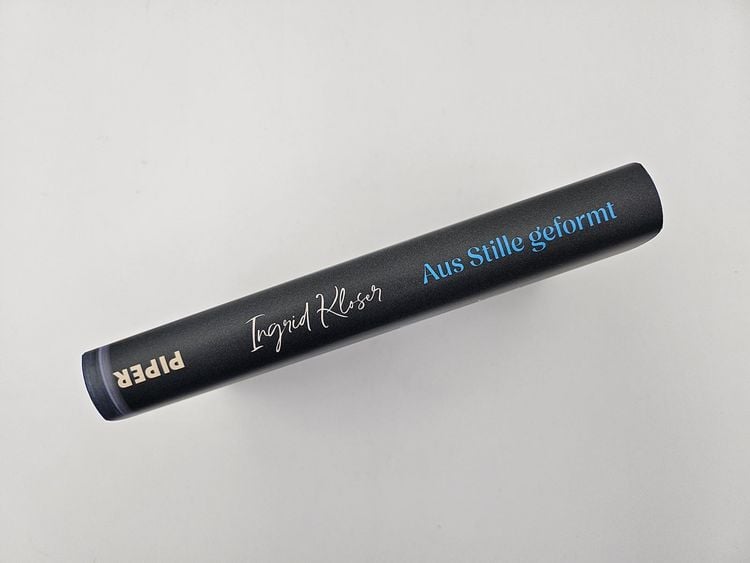 PIPER
Ingrid Kloser
Aus Stille geformt